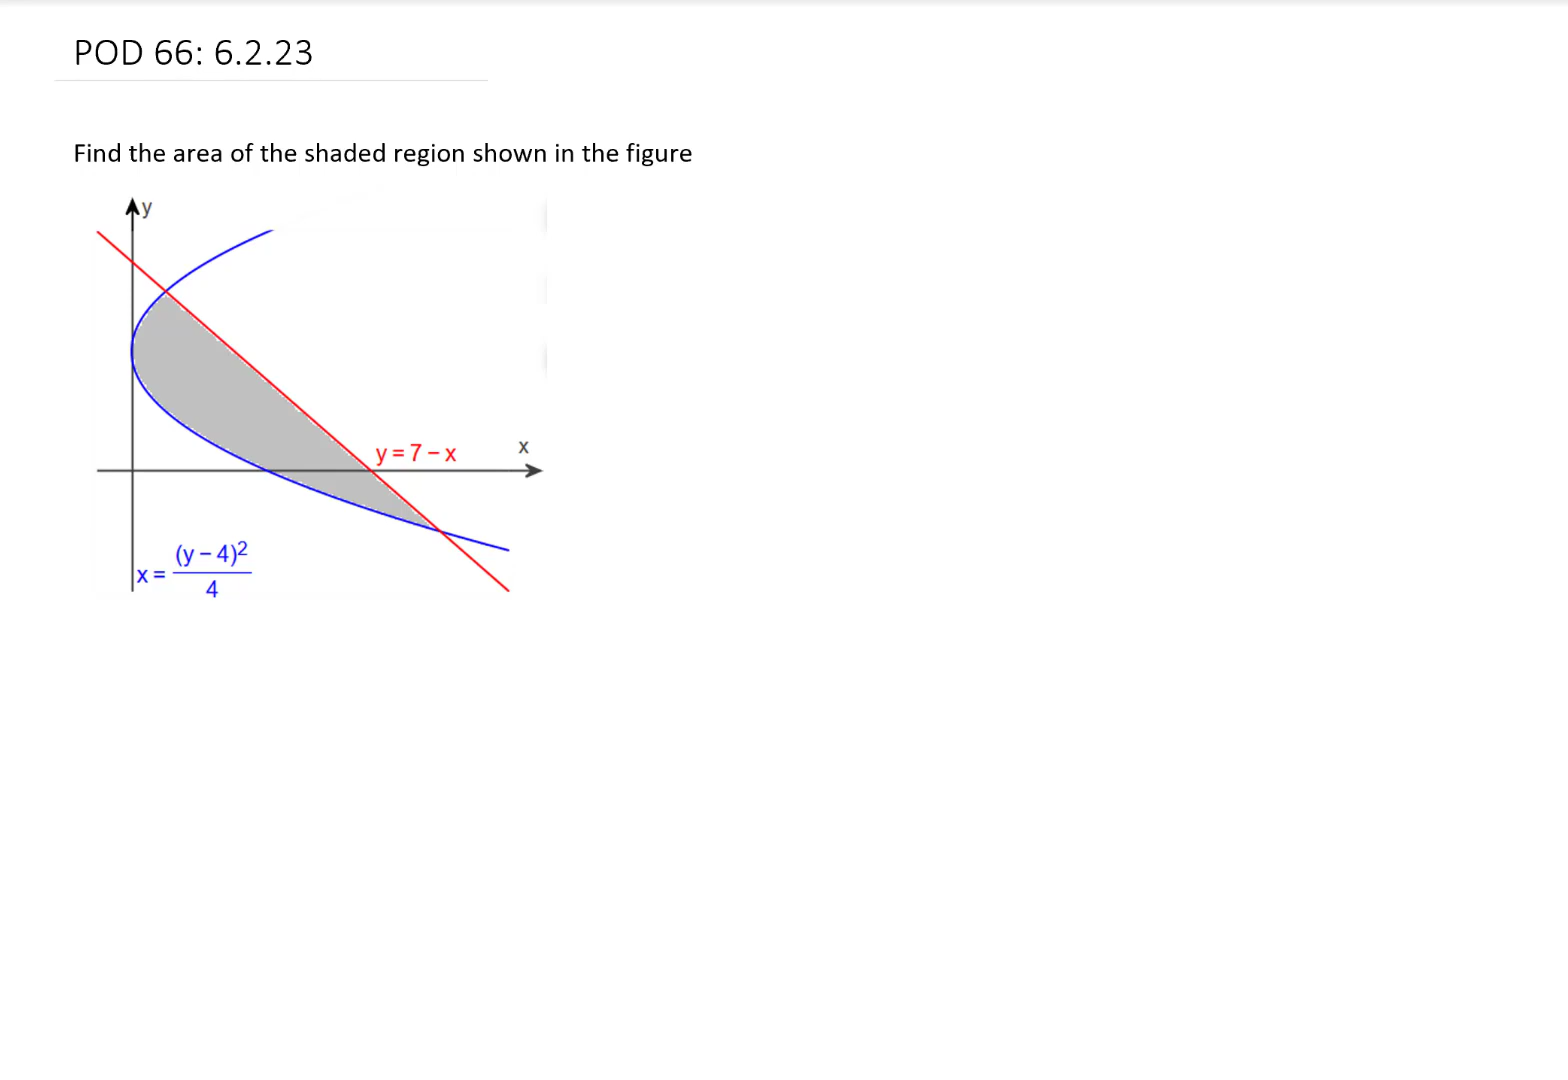 POD 66: 6.2.23
Find the area of the shaded region shown in the figure
y
y = 7 – x
x
x = (y – 4)²
4